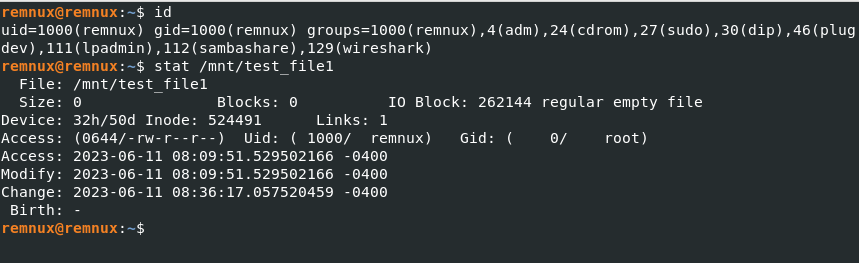 remnux@remnux:~$ id
uid=1000(remnux) gid=1000(remnux) groups=1000(remnux),4(adm),24(cdrom),27(sudo),30(dip),46(plug
dev),111(lpadmin),112(sambashare),129(wireshark)
remnux@remnux:~$ stat /mnt/test_file1
  File: /mnt/test_file1
  Size: 0               Blocks: 0          IO Block: 262144 regular empty file
Device: 32h/50d Inode: 524491      Links: 1
Access: (0644/-rw-r--r--)  Uid: ( 1000/  remnux)   Gid: (    0/    root)
Access: 2023-06-11 08:09:51.529502166 -0400
Modify: 2023-06-11 08:09:51.529502166 -0400
Change: 2023-06-11 08:36:17.057520459 -0400
 Birth: -
remnux@remnux:~$